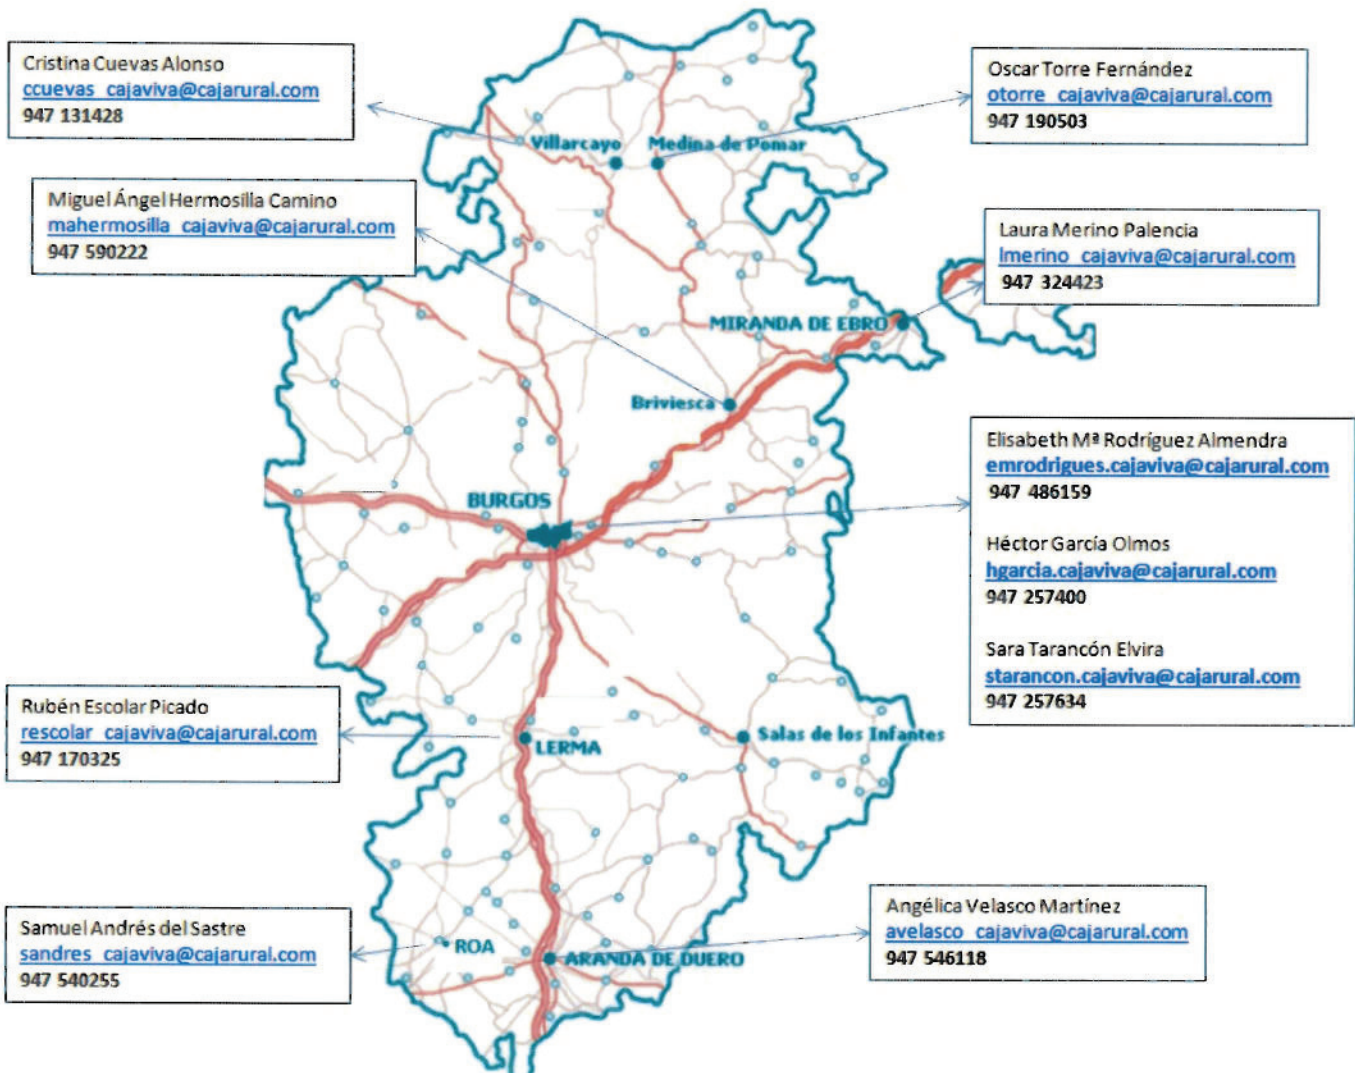 Cristina Cuevas Alonso
ccuevas_cajaviva@cajarural.com
947 131428
Oscar Torre Fernández
otorre_cajaviva@cajarural.com
947 190503
Villarcayo
Medina de Pomar
Miguel Ángel Hermosilla Camino
mahermosilla_cajaviva@cajarural.com
947 590222
Laura Merino Palencia
lmerino_cajaviva@cajarural.com
947 324423
MIRANDA DE EBRO
Briviesca
BURGOS
Elisabeth Mª Rodríguez Almendra
emrodrigues.cajaviva@cajarural.com
947 486159
Héctor García Olmos
hgarcia.cajaviva@cajarural.com
947 257400
Sara Tarancón Elvira
starancon.cajaviva@cajarural.com
947 257634
Rubén Escolar Picado
rescolar_cajaviva@cajarural.com
947 170325
LERMA
Salas de los Infantes
Samuel Andrés del Sastre
sandres_cajaviva@cajarural.com
947 540255
ROA
ARANDA DE DUERO
Angélica Velasco Martínez
avelasco_cajaviva@cajarural.com
947 546118